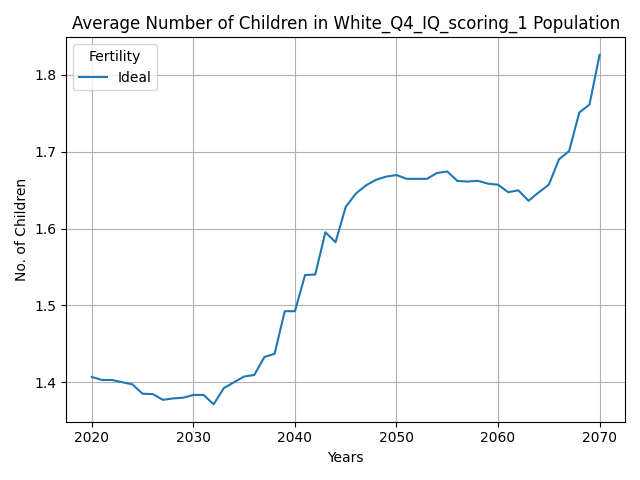 Average Number of Children in White_Q4_IQ_scoring_1 Population
Fertility
Ideal
1.8
1.7
1.6
1.5
1.4
No. of Children
2020 2030 2040 2050 2060 2070
Years